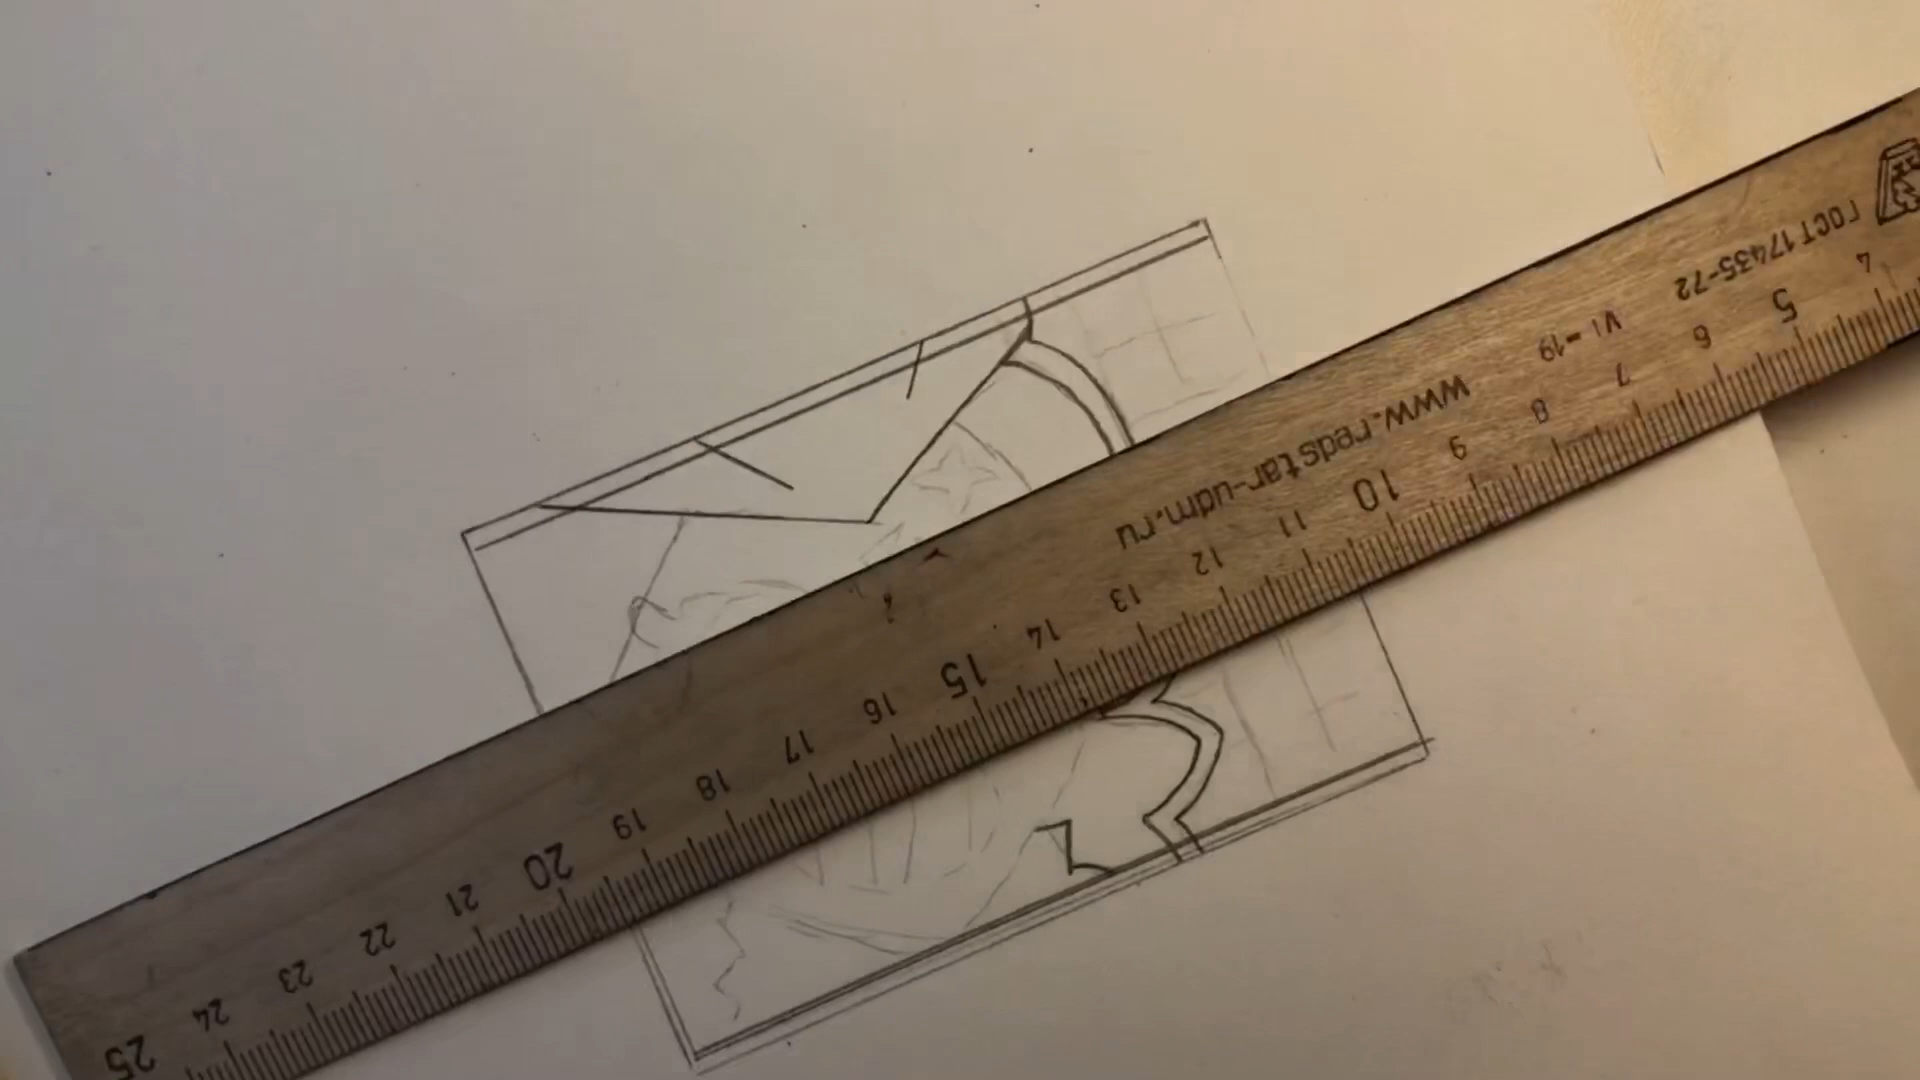 ГОСТ 17435-72
VI-19
www.redstar-udm.ru
4 5 6 7 8 9 10 11 12 13 14 15 16 17 18 19 20 21 22 23 24 25